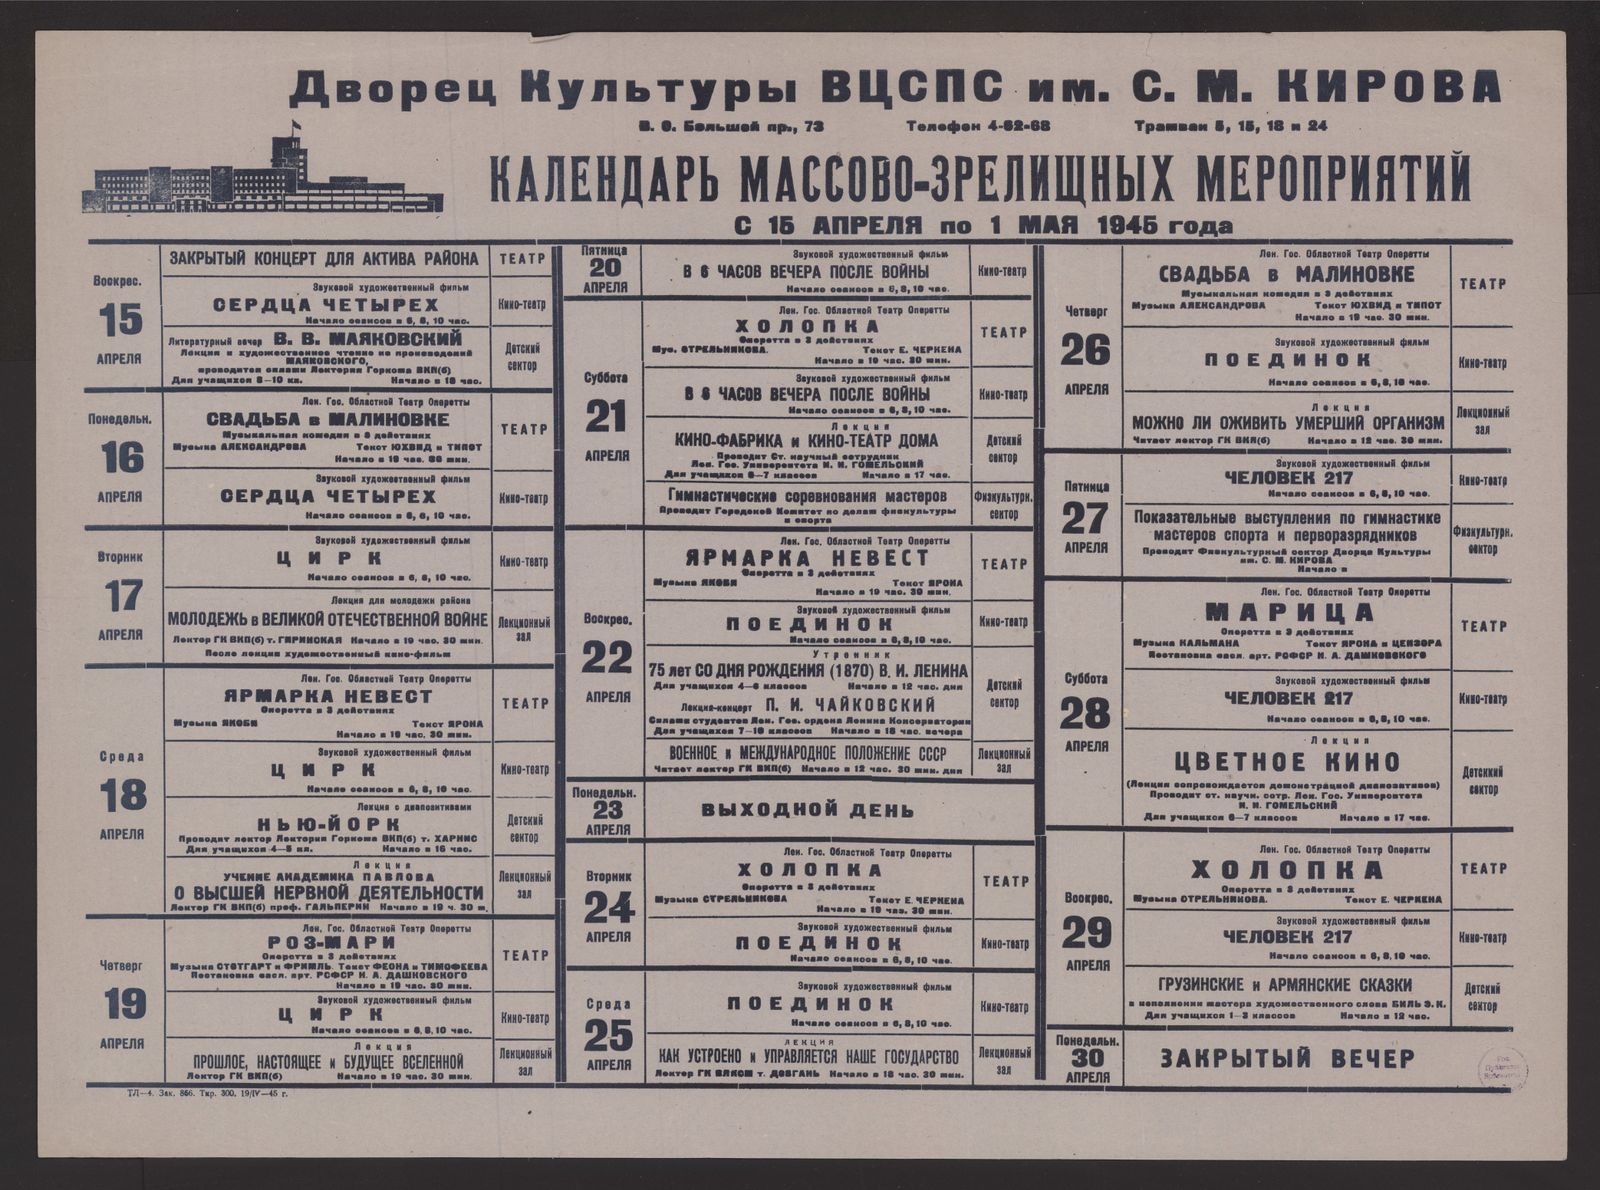 Дворец Культуры ВЦСПС им. С. М. КИРОВА
В. О. Большой пр., 73 Телефон 4-62-68 Трамваи 5, 15, 18 и 24
КАЛЕНДАРЬ МАССОВО-ЗРЕЛИЩНЫХ МЕРОПРИЯТИЙ
С 15 АПРЕЛЯ по 1 МАЯ 1945 года
Воскрес.
15
АПРЕЛЯ
ЗАКРЫТЫЙ КОНЦЕРТ ДЛЯ АКТИВА РАЙОНА
ТЕАТР
Звуковой художественный фильм
СЕРДЦА ЧЕТЫРЕХ
Начало сеансов в 6, 8, 10 час.
Кино-театр
Литературный вечер В. В. МАЯКОВСКИЙ
Лекция и художественное чтение из произведений
МАЯКОВСКОГО,
проводится силами Лектория Горкома ВКП(б)
Для учащихся 8—10 кл. Начало в 18 час.
Детский
сектор
Понедельн.
16
АПРЕЛЯ
Лен. Гос. Областной Театр Оперетты
СВАДЬБА в МАЛИНОВКЕ
Музыкальная комедия в 3 действиях
Музыка АЛЕКСАНДРОВА Текст ЮХВИД и ТИПОТ
Начало в 19 час. 30 мин.
ТЕАТР
Звуковой художественный фильм
СЕРДЦА ЧЕТЫРЕХ
Начало сеансов в 6, 8, 10 час.
Кино-театр
Вторник
17
АПРЕЛЯ
Звуковой художественный фильм
ЦИРК
Начало сеансов в 6, 8, 10 час.
Кино-театр
Лекция для молодежи района
МОЛОДЕЖЬ в ВЕЛИКОЙ ОТЕЧЕСТВЕННОЙ ВОЙНЕ
Лектор ГК ВКП(б) т. ГИРИНСКАЯ Начало в 19 час. 30 мин.
После лекции художественный кино-фильм
Лекционный
зал
Среда
18
АПРЕЛЯ
Лен. Гос. Областной Театр Оперетты
ЯРМАРКА НЕВЕСТ
Оперетта в 3 действиях
Музыка ЯКОБИ Текст ЯРОНА
Начало в 19 час. 30 мин.
ТЕАТР
Звуковой художественный фильм
ЦИРК
Начало сеансов в 6, 8, 10 час.
Кино-театр
Лекция с диапозитивами
НЬЮ-ЙОРК
Проводит лектор Лектория Горкома ВКП(б) т. ХАРНИС
Для учащихся 4—5 кл. Начало в 16 час.
Детский
сектор
Лекция
УЧЕНИЕ АКАДЕМИКА ПАВЛОВА
О ВЫСШЕЙ НЕРВНОЙ ДЕЯТЕЛЬНОСТИ
Лектор ГК ВКП(б) проф. ГАЛЬПЕРИН Начало в 19 ч. 30 м.
Лекционный
зал
Четверг
19
АПРЕЛЯ
Лен. Гос. Областной Театр Оперетты
РОЗ-МАРИ
Оперетта в 3 действиях
Музыка СТОТГАРТ и ФРИМЛЬ. Текст ФЕОНА и ТИМОФЕЕВА
Постановка засл. арт. РСФСР Н. А. ДАШКОВСКОГО
Начало в 19 час. 30 мин.
ТЕАТР
Звуковой художественный фильм
ЦИРК
Начало сеансов в 6, 8, 10 час.
Кино-театр
Лекция
ПРОШЛОЕ, НАСТОЯЩЕЕ и БУДУЩЕЕ ВСЕЛЕННОЙ
Лектор ГК ВКП(б) Начало в 19 час. 30 мин.
Лекционный
зал
Пятница
20
АПРЕЛЯ
Звуковой художественный фильм
В 6 ЧАСОВ ВЕЧЕРА ПОСЛЕ ВОЙНЫ
Начало сеансов в 6, 8, 10 час.
Кино-театр
Суббота
21
АПРЕЛЯ
Лен. Гос. Областной Театр Оперетты
ХОЛОПКА
Оперетта в 3 действиях
Муз. СТРЕЛЬНИКОВА. Текст Е. ГЕРКЕНА
Начало в 19 час. 30 мин.
ТЕАТР
Звуковой художественный фильм
В 6 ЧАСОВ ВЕЧЕРА ПОСЛЕ ВОЙНЫ
Начало сеансов в 6, 8, 10 час.
Кино-театр
Лекция
КИНО-ФАБРИКА и КИНО-ТЕАТР ДОМА
Проводит Ст. научный сотрудник
Лен. Гос. Университета И. И. ГОМЕЛЬСКИЙ
Для учащихся 6—7 классов Начало в 17 час.
Детский
сектор
Гимнастические соревнования мастеров
Проводит Городской Комитет по делам физкультуры
и спорта
Физкультурн.
сектор
Воскрес.
22
АПРЕЛЯ
Лен. Гос. Областной Театр Оперетты
ЯРМАРКА НЕВЕСТ
Оперетта в 3 действиях
Музыка ЯКОБИ Текст ЯРОНА
Начало в 19 час. 30 мин.
ТЕАТР
Звуковой художественный фильм
ПОЕДИНОК
Начало сеансов в 6, 8, 10 час.
Кино-театр
Утренник
75 лет СО ДНЯ РОЖДЕНИЯ (1870) В. И. ЛЕНИНА
Для учащихся 4—6 классов Начало в 12 час. дня
Лекция-концерт П. И. ЧАЙКОВСКИЙ
Силами студентов Лен. Гос. ордена Ленина Консерватории
Для учащихся 7—10 классов Начало в 18 час. вечера
Детский
сектор
ВОЕННОЕ и МЕЖДУНАРОДНОЕ ПОЛОЖЕНИЕ СССР
Читает лектор ГК ВКП(б) Начало в 12 час. 30 мин. дня
Лекционный
зал
Понедельн.
23
АПРЕЛЯ
ВЫХОДНОЙ ДЕНЬ
Вторник
24
АПРЕЛЯ
Лен. Гос. Областной Театр Оперетты
ХОЛОПКА
Оперетта в 3 действиях
Музыка СТРЕЛЬНИКОВА Текст Е. ГЕРКЕНА
Начало в 19 час. 30 мин.
ТЕАТР
Звуковой художественный фильм
ПОЕДИНОК
Начало сеансов в 6, 8, 10 час.
Кино-театр
Среда
25
АПРЕЛЯ
Звуковой художественный фильм
ПОЕДИНОК
Начало сеансов в 6, 8, 10 час.
Кино-театр
ЛЕКЦИЯ
КАК УСТРОЕНО и УПРАВЛЯЕТСЯ НАШЕ ГОСУДАРСТВО
Лектор ГК ВЛКСМ т. ДОВГАНЬ Начало в 18 час. 30 мин.
Лекционный
зал
Четверг
26
АПРЕЛЯ
Лен. Гос. Областной Театр Оперетты
СВАДЬБА в МАЛИНОВКЕ
Музыкальная комедия в 3 действиях
Музыка АЛЕКСАНДРОВА Текст ЮХВИД и ТИПОТ
Начало в 19 час. 30 мин.
ТЕАТР
Звуковой художественный фильм
ПОЕДИНОК
Начало сеансов в 6, 8, 10 час.
Кино-театр
Лекция
МОЖНО ЛИ ОЖИВИТЬ УМЕРШИЙ ОРГАНИЗМ
Читает лектор ГК ВКП(б) Начало в 12 час. 30 мин.
Лекционный
зал
Пятница
27
АПРЕЛЯ
Звуковой художественный фильм
ЧЕЛОВЕК 217
Начало сеансов в 6, 8, 10 час.
Кино-театр
Показательные выступления по гимнастике
мастеров спорта и перворазрядников
Проводит Физкультурный сектор Дворца Культуры
им. С. М. КИРОВА
Начало в
Физкультурн.
сектор
Суббота
28
АПРЕЛЯ
Лен. Гос. Областной Театр Оперетты
МАРИЦА
Оперетта в 3 действиях
Музыка КАЛЬМАНА Текст ЯРОНА и ЦЕНЗОРА
Постановка засл. арт. РСФСР Н. А. ДАШКОВСКОГО
ТЕАТР
Звуковой художественный фильм
ЧЕЛОВЕК 217
Начало сеансов в 6, 8, 10 час.
Кино-театр
Лекция
ЦВЕТНОЕ КИНО
(Лекция сопровождается демонстрацией диапозитивов)
Проводит ст. научн. сотр. Лен. Гос. Университета
И. И. ГОМЕЛЬСКИЙ
Для учащихся 6—7 классов Начало в 17 час.
Детский
сектор
Воскрес.
29
АПРЕЛЯ
Лен. Гос. Областной Театр Оперетты
ХОЛОПКА
Оперетта в 3 действиях
Музыка СТРЕЛЬНИКОВА. Текст Е. ГЕРКЕНА
ТЕАТР
Звуковой художественный фильм
ЧЕЛОВЕК 217
Начало сеансов в 6, 8, 10 час.
Кино-театр
ГРУЗИНСКИЕ и АРМЯНСКИЕ СКАЗКИ
в исполнении мастера художественного слова БИЛЬ Э. К.
Для учащихся 1—3 классов Начало в 12 час.
Детский
сектор
Понедельн.
30
АПРЕЛЯ
ЗАКРЫТЫЙ ВЕЧЕР
ТЛ—4. Зак. 866. Тир. 300. 19/IV—45 г.